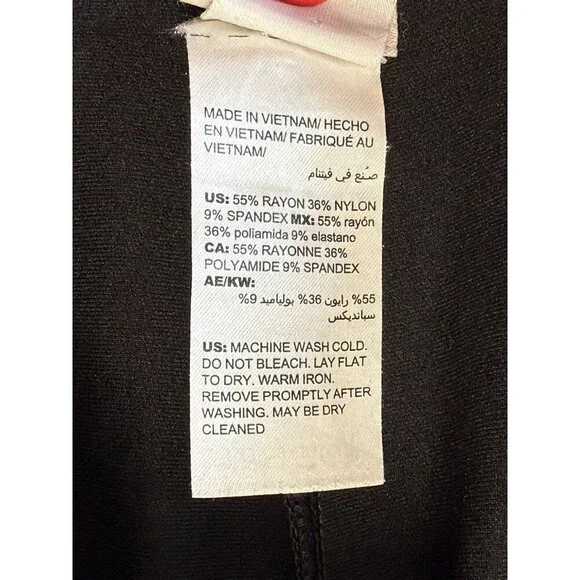 MADE IN VIETNAM/ HECHO
EN VIETNAM/ FABRIQUÉ AU
VIETNAM/
صُنع في فيتنام
US: 55% RAYON 36% NYLON
9% SPANDEX MX: 55% rayón
36% poliamida 9% elastano
CA: 55% RAYONNE 36%
POLYAMIDE 9% SPANDEX
AE/KW:
55% رايون 36% بولياميد 9%
سبانديكس
US: MACHINE WASH COLD.
DO NOT BLEACH. LAY FLAT
TO DRY. WARM IRON.
REMOVE PROMPTLY AFTER
WASHING. MAY BE DRY
CLEANED